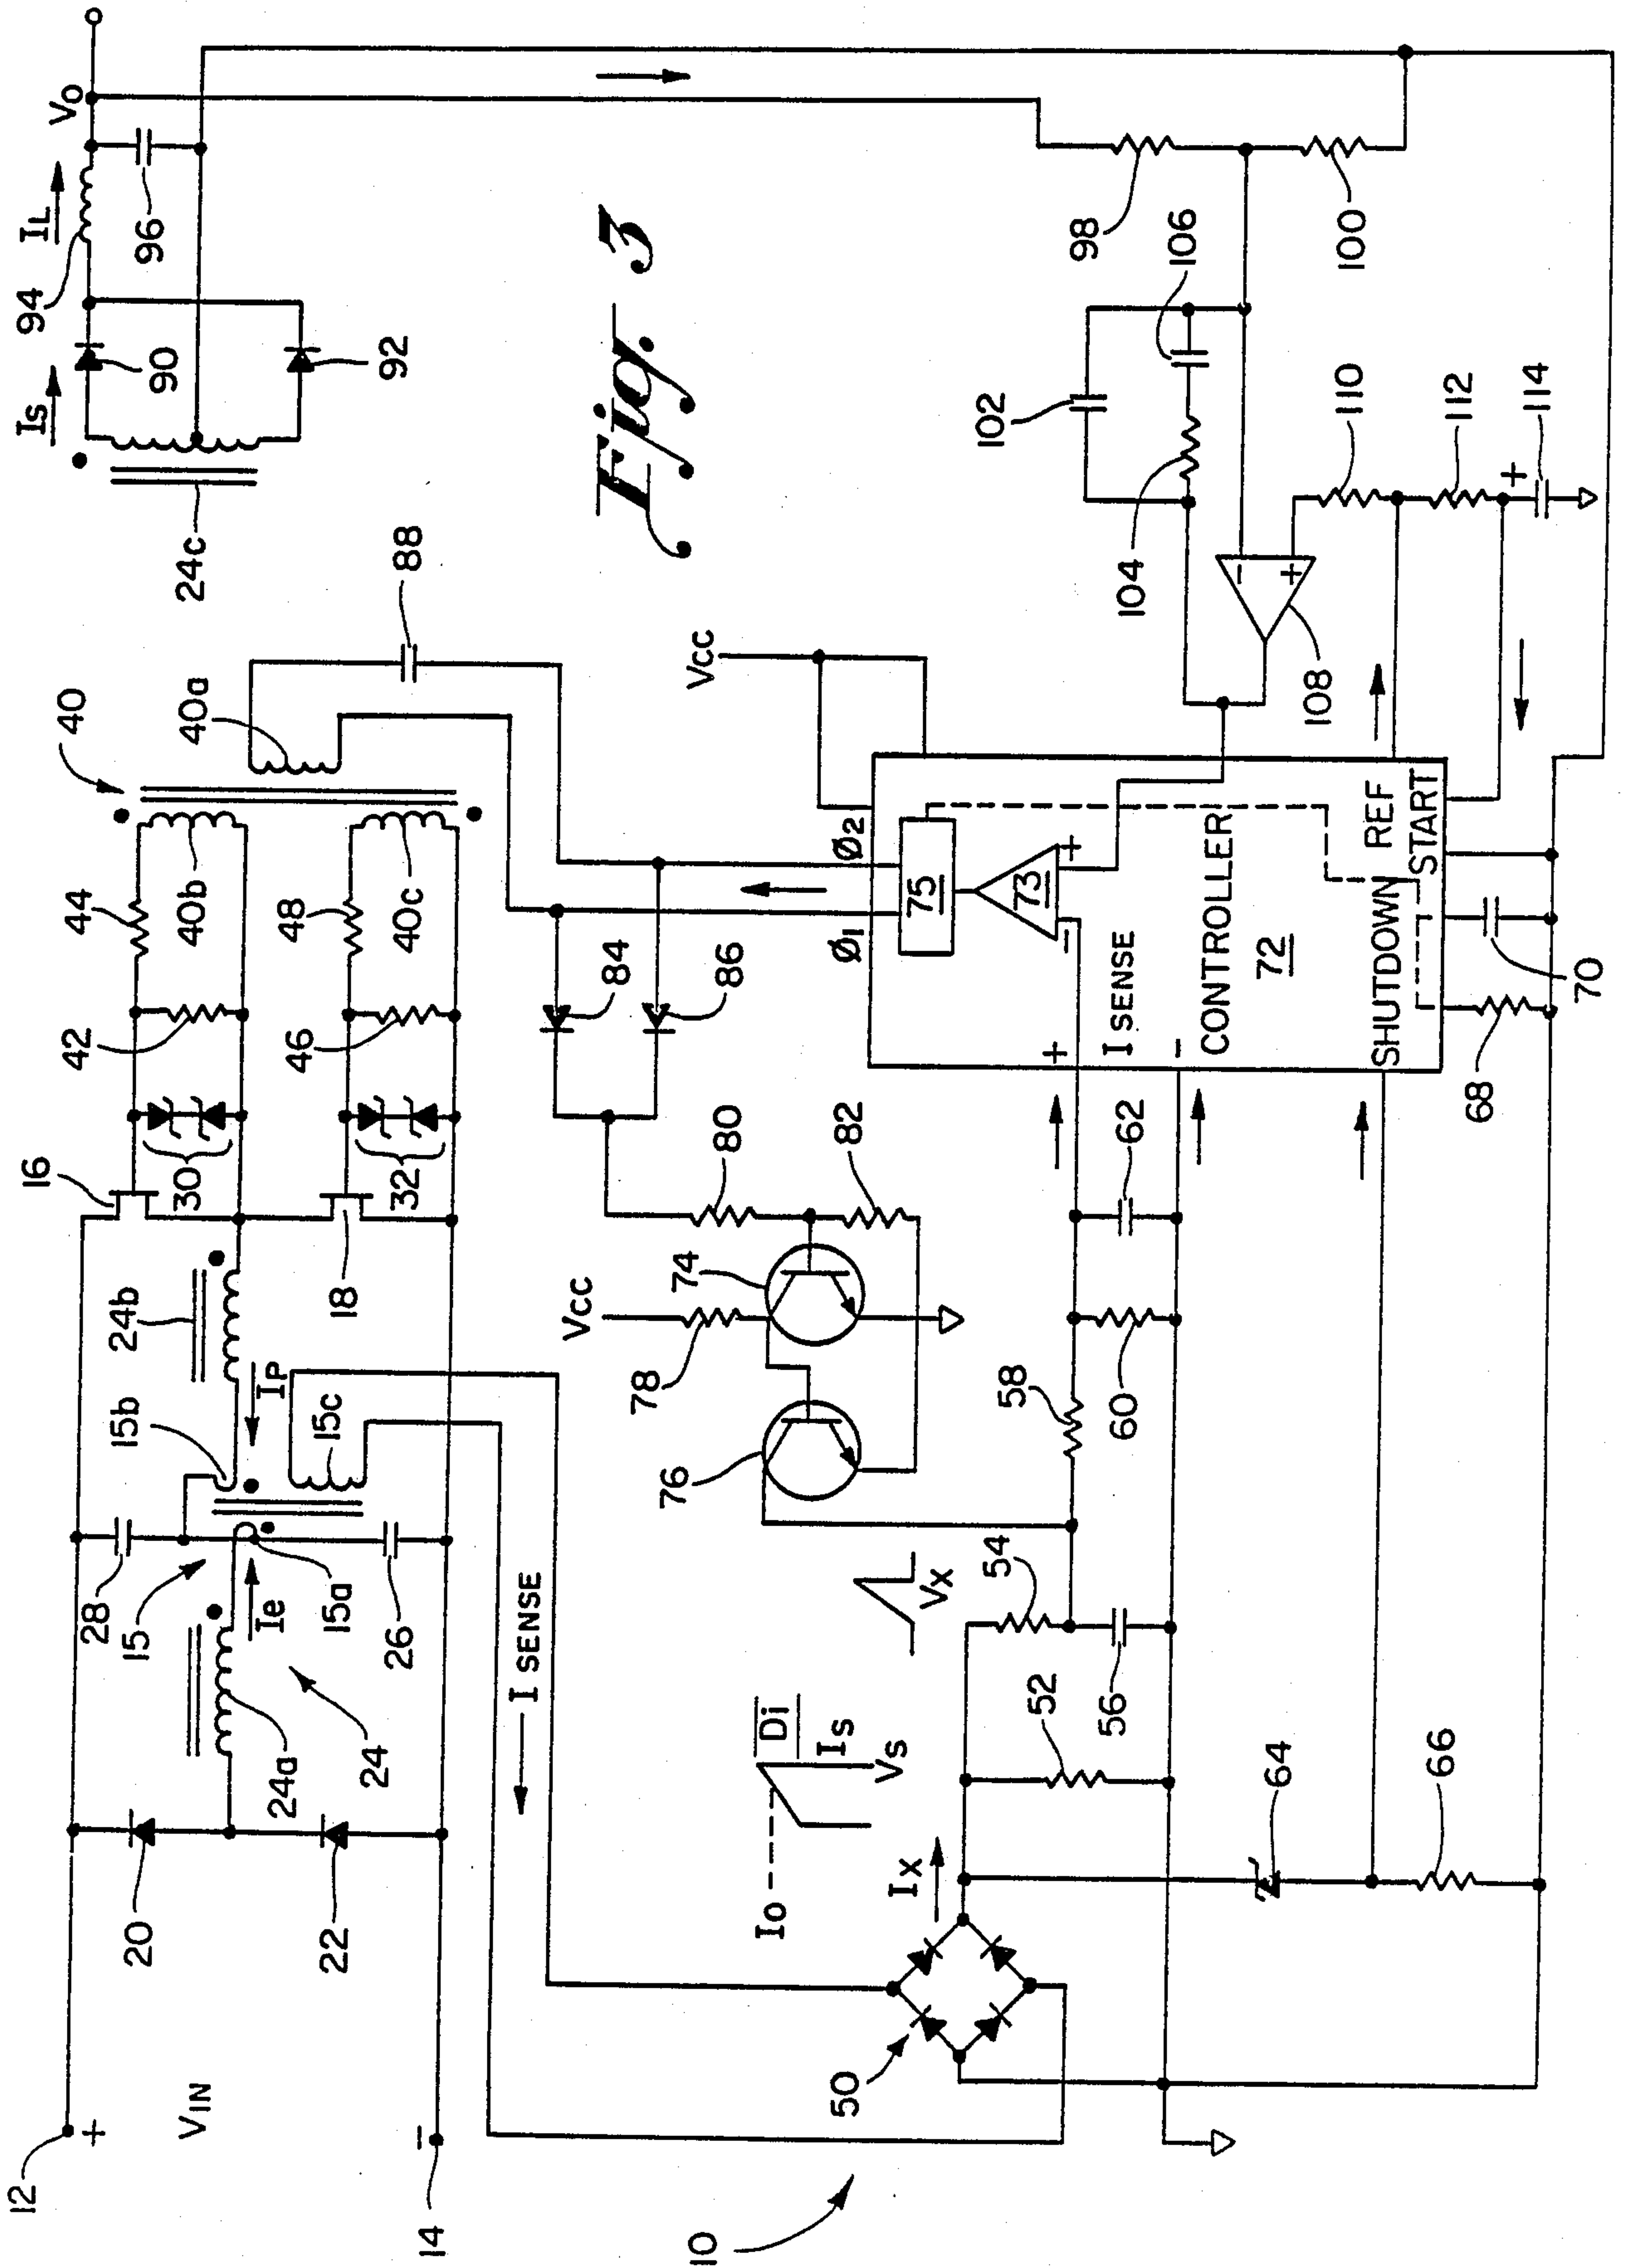 12
+
VIN
14
−
10
20
22
24a
24
28
15
Ie
15a
26
15b
24b
IP
15c
16
18
30
32
42
44
46
48
40b
40c
40
40a
88
24c
IS
90
92
94
IL
96
VO
Fig. 3
I SENSE
50
IX
IO
Di
IS
VS
52
54
56
VX
58
60
62
64
66
68
70
76
74
78
VCC
80
82
84
86
Ø1
Ø2
VCC
75
73
−
+
+
I SENSE
−
CONTROLLER
72
SHUTDOWN
REF
START
98
100
102
104
106
108
−
+
110
112
+
114